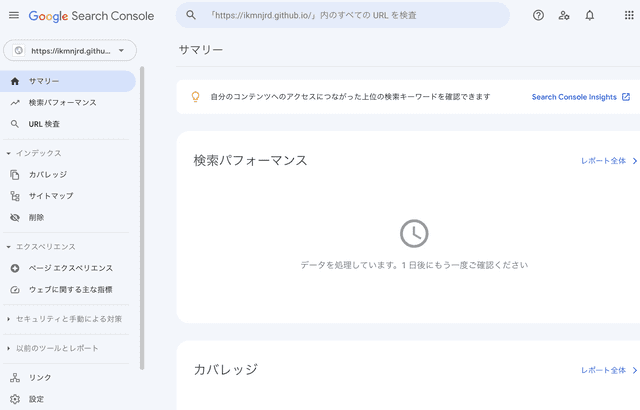 Google Search Console
「https://ikmnjrd.github.io/」内のすべての URL を検査
https://ikmnjrd.githu...
サマリー
検索パフォーマンス
URL 検査
インデックス
カバレッジ
サイトマップ
削除
エクスペリエンス
ページ エクスペリエンス
ウェブに関する主な指標
セキュリティと手動による対策
以前のツールとレポート
リンク
設定
サマリー
自分のコンテンツへのアクセスにつながった上位の検索キーワードを確認できます
Search Console Insights
検索パフォーマンス
レポート全体
データを処理しています。1 日後にもう一度ご確認ください
カバレッジ
レポート全体